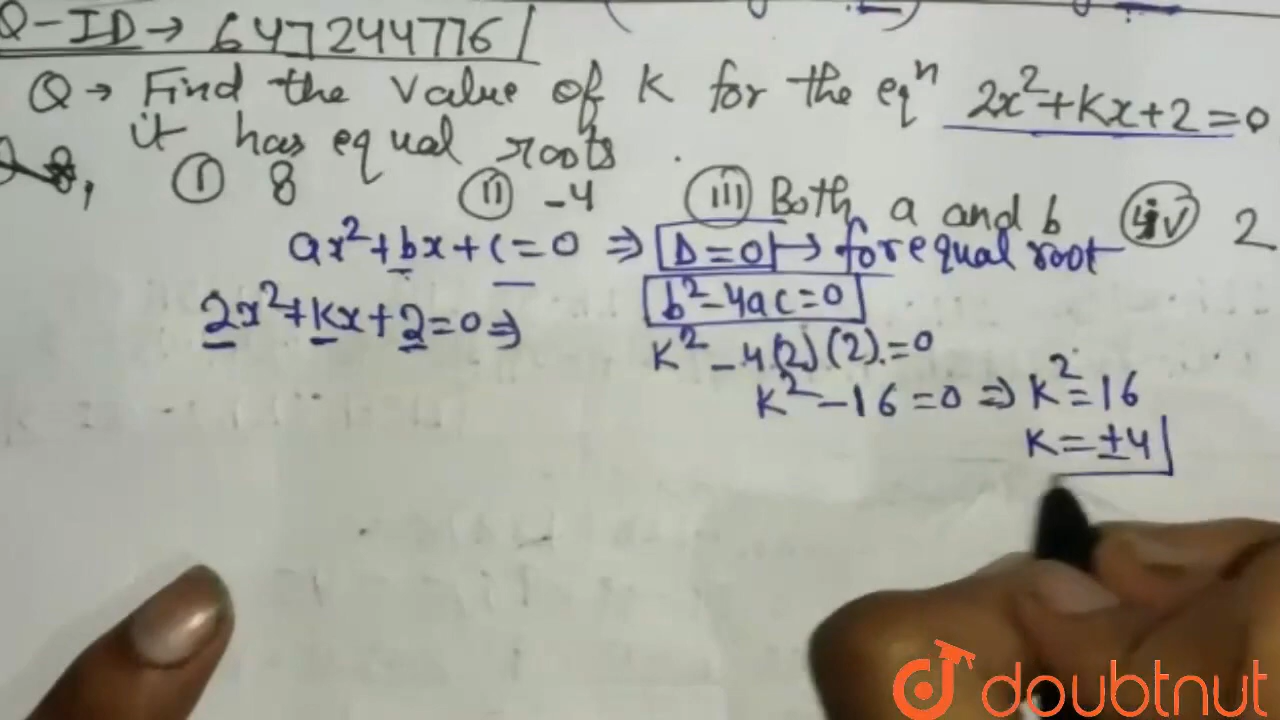 Q-ID→ 647244776
Q→ Find the value of K for the eqⁿ 2x²+Kx+2=0
it has equal roots.
(i) 8 (ii) -4 (iii) Both a and b (iv) 2
ax²+bx+c=0 ⇒ D=0 → for equal root
b²-4ac=0
2x²+kx+2=0⇒
K²-4(2)(2)=0
K²-16=0 ⇒ K²=16
K=±4
doubtnut